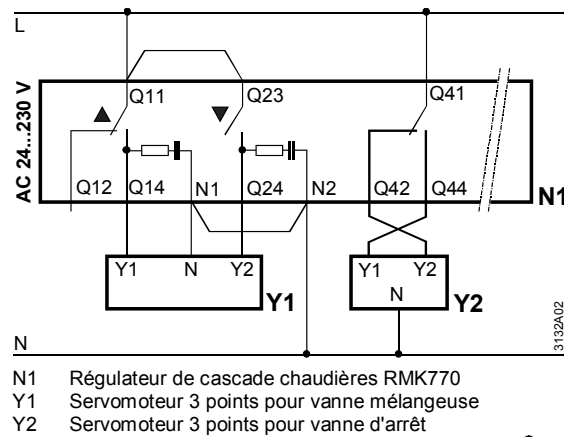 L
AC 24...230 V
Q11 Q23 Q41
Q12 Q14 N1 Q24 N2 Q42 Q44
N1
Y1 N Y2
Y1
Y1 Y2
N
Y2
3132A02
N
N1 Régulateur de cascade chaudières RMK770
Y1 Servomoteur 3 points pour vanne mélangeuse
Y2 Servomoteur 3 points pour vanne d'arrêt